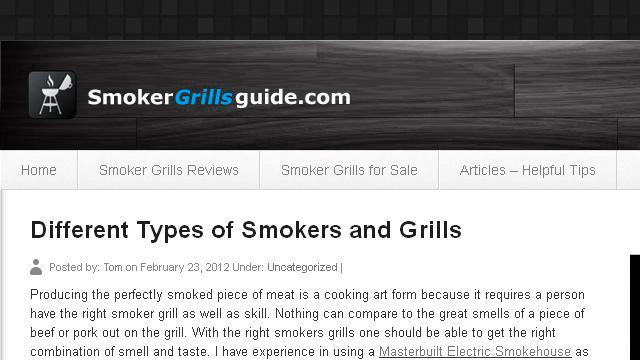 SmokerGrillsguide.com
Home Smoker Grills Reviews Smoker Grills for Sale Articles – Helpful Tips
Different Types of Smokers and Grills
Posted by: Tom on February 23, 2012 Under: Uncategorized |
Producing the perfectly smoked piece of meat is a cooking art form because it requires a person
have the right smoker grill as well as skill. Nothing can compare to the great smells of a piece of
beef or pork out on the grill. With the right smokers grills one should be able to get the right
combination of smell and taste. I have experience in using a Masterbuilt Electric Smokehouse as